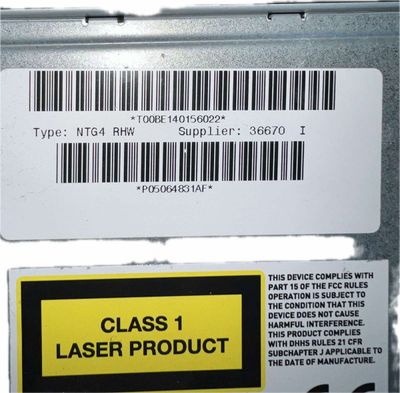 *T00BE140156022*
Type: NTG4 RHW Supplier: 36670 I
*P05064831AF*
CLASS 1
LASER PRODUCT
THIS DEVICE COMPLIES WITH
PART 15 OF THE FCC RULES
OPERATION IS SUBJECT TO
THE CONDITION THAT THIS
DEVICE DOES NOT CAUSE
HARMFUL INTERFERENCE.
THIS PRODUCT COMPLIES
WITH DHHS RULES 21 CFR
SUBCHAPTER J APPLICABLE TO
THE DATE OF MANUFACTURE.